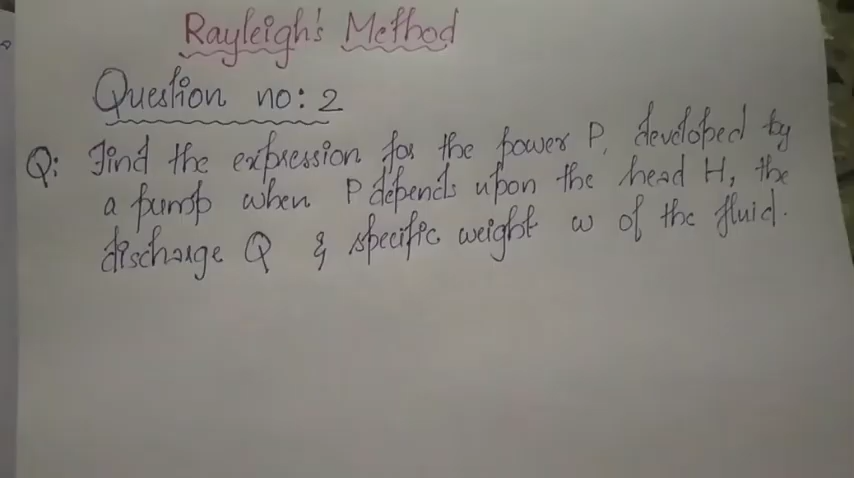 Rayleigh's Method
Question no: 2
Q: Find the expression for the power P, developed by
a pump when P depends upon the head H, the
discharge Q & specific weight w of the fluid.